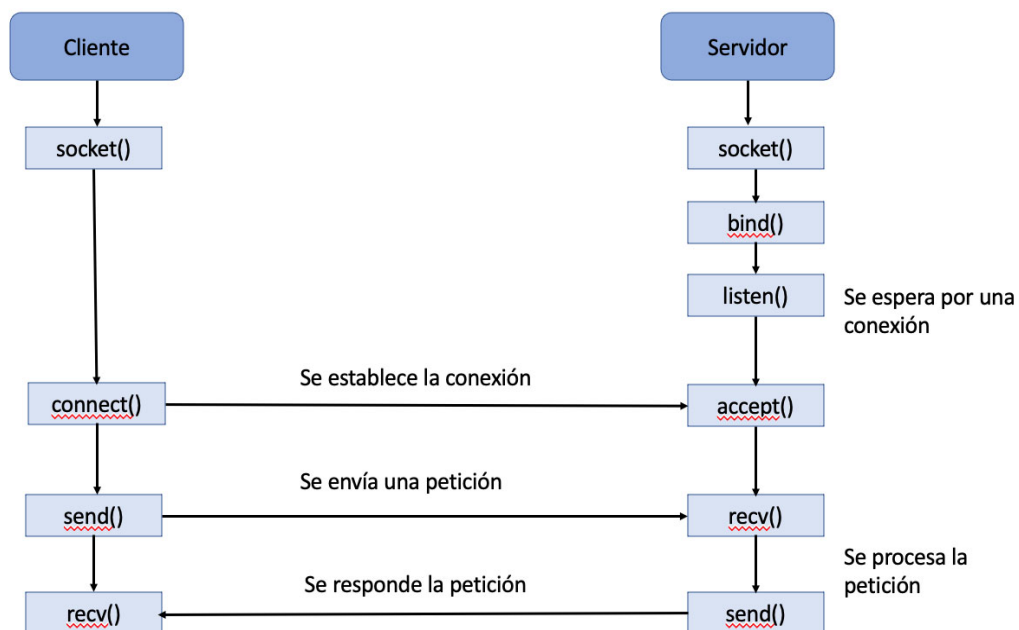 Cliente
Servidor
socket()
socket()
bind()
listen()
Se espera por una
conexión
Se establece la conexión
connect()
accept()
Se envía una petición
send()
recv()
Se procesa la
petición
Se responde la petición
recv()
send()